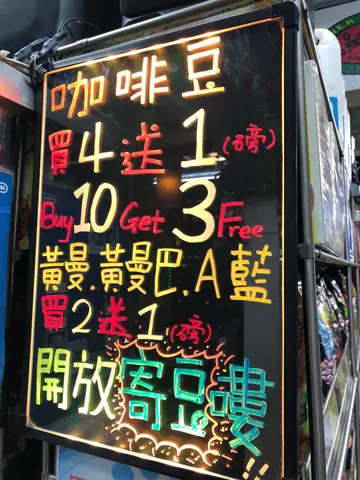 咖啡豆
買4送1(磅)
Buy 10 Get 3 Free
黃曼.黃曼巴.A藍
買2送1(磅)
開放寄豆嘍!!